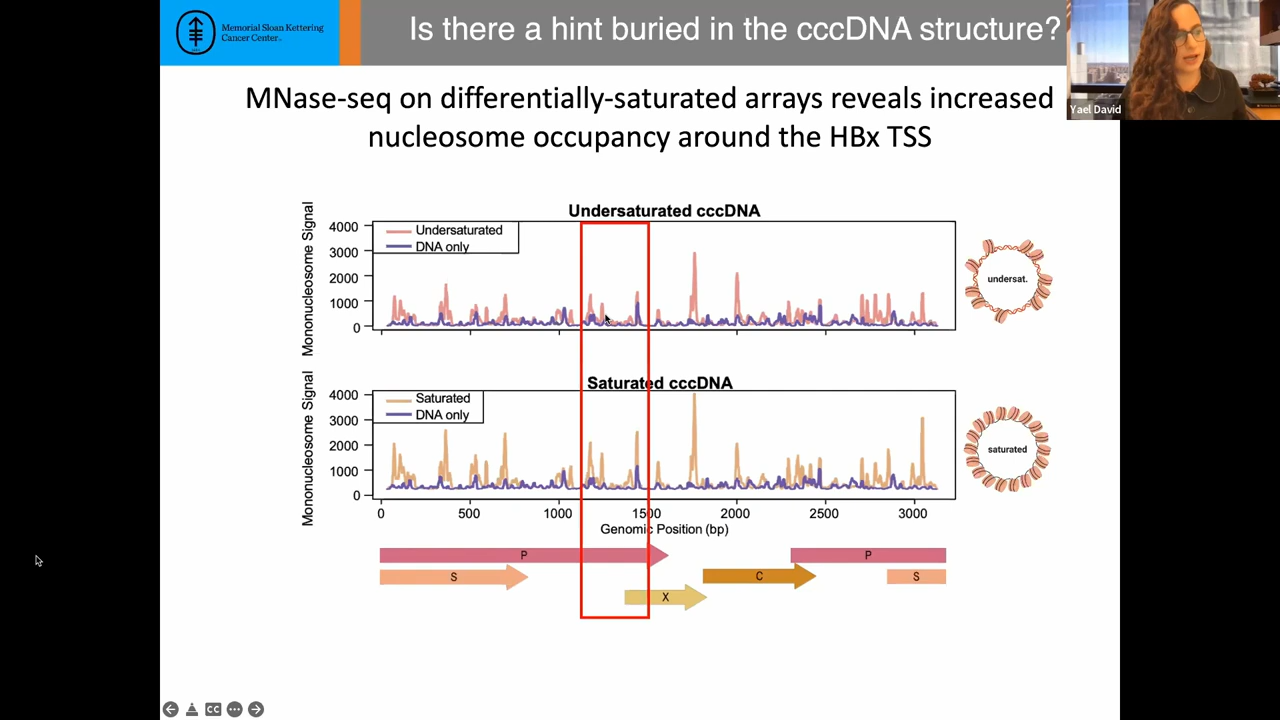 Memorial Sloan Kettering
Cancer Center
Is there a hint buried in the cccDNA structure?
Yael David
MNase-seq on differentially-saturated arrays reveals increased
nucleosome occupancy around the HBx TSS
Undersaturated cccDNA
Mononucleosome Signal
4000
3000
2000
1000
0
Undersaturated
DNA only
undersat.
Saturated cccDNA
Mononucleosome Signal
4000
3000
2000
1000
0
Saturated
DNA only
saturated
0 500 1000 1500 2000 2500 3000
Genomic Position (bp)
P P
S C S
X
CC